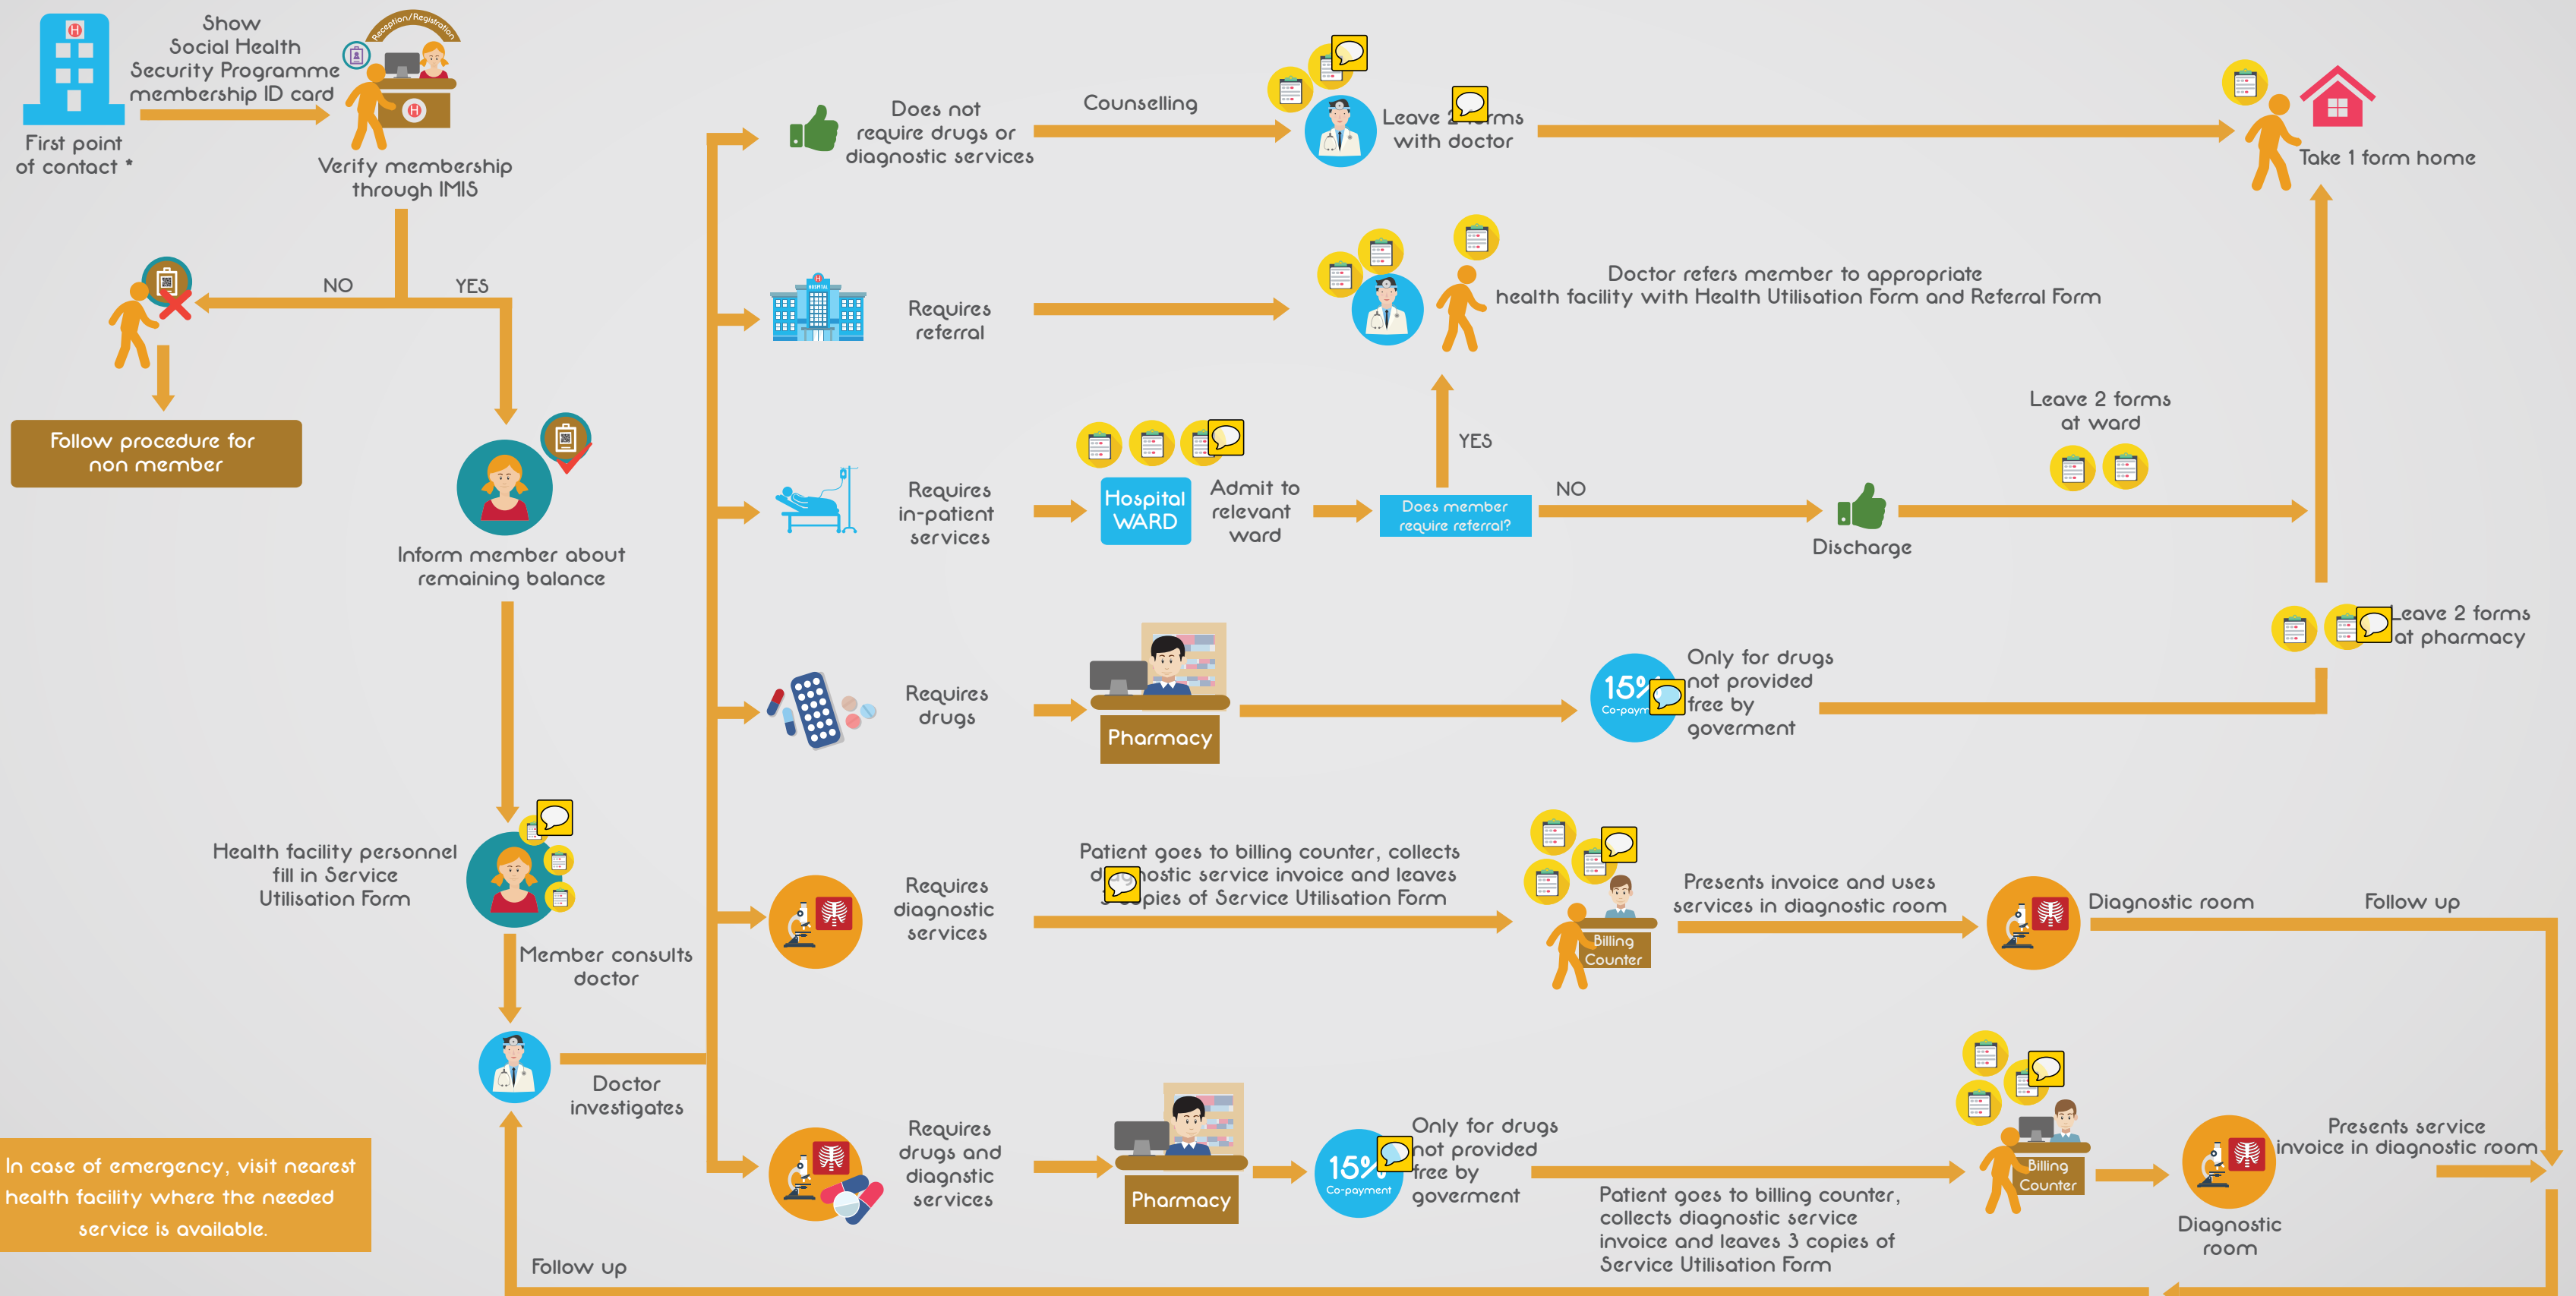 Show
Social Health
Security Programme
membership ID card
First point
of contact *
Reception/Registration
Verify membership
through IMIS
NO
YES
Follow procedure for
non member
Inform member about
remaining balance
Health facility personnel
fill in Service
Utilisation Form
Member consults
doctor
Doctor
investigates
In case of emergency, visit nearest
health facility where the needed
service is available.
Follow up
Does not
require drugs or
diagnostic services
Counselling
Leave 2
with doctor
Take 1 form home
Requires
referral
HOSPITAL
Doctor refers member to appropriate
health facility with Health Utilisation Form and Referral Form
Requires
in-patient
services
Hospital
WARD
Admit to
relevant
ward
Does member
require referral?
YES
NO
Discharge
Leave 2 forms
at ward
Requires
drugs
Pharmacy
15%
Only for drugs
not provided
free by
goverment
Leave 2 forms
at pharmacy
Requires
diagnostic
services
Patient goes to billing counter, collects
service invoice and leaves
of Service Utilisation Form
Billing
Counter
Presents invoice and uses
services in diagnostic room
Diagnostic room
Follow up
Requires
drugs and
diagnstic
services
Pharmacy
15%
Co-payment
Only for drugs
not provided
free by
goverment
Patient goes to billing counter,
collects diagnostic service
invoice and leaves 3 copies of
Service Utilisation Form
Billing
Counter
Diagnostic
room
Presents service
invoice in diagnostic room